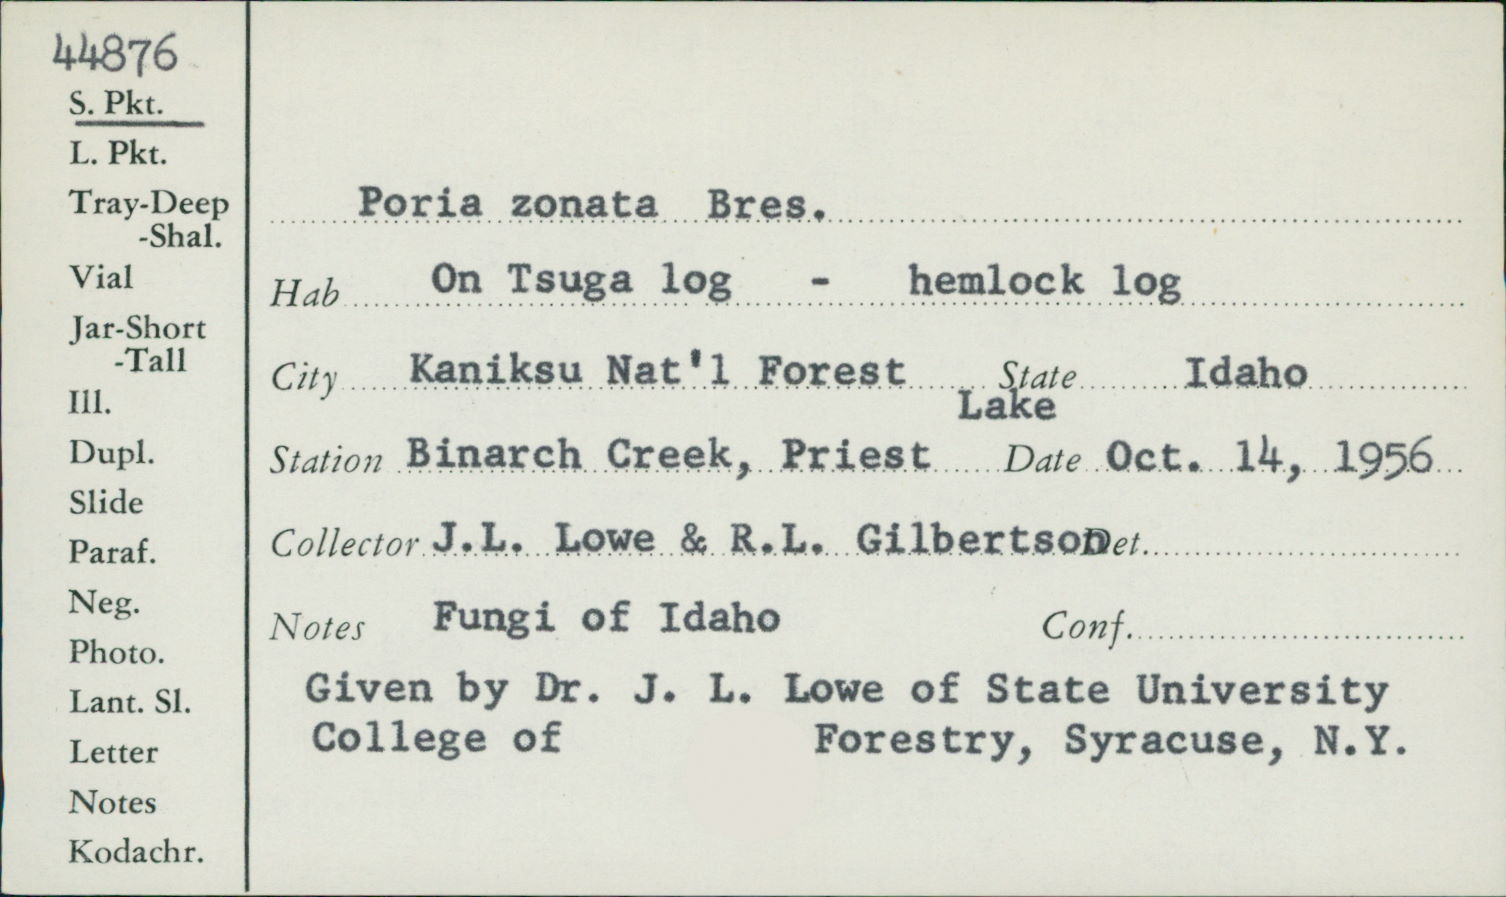 44876
S. Pkt.
L. Pkt.
Tray-Deep
-Shal.
Vial
Jar-Short
-Tall
Ill.
Dupl.
Slide
Paraf.
Neg.
Photo.
Lant. Sl.
Letter
Notes
Kodachr.
Poria zonata Bres.
Hab On Tsuga log - hemlock log
City Kaniksu Nat'l Forest State Idaho
Lake
Station Binarch Creek, Priest Date Oct. 14, 1956
Collector J.L. Lowe & R.L. Gilbertson Det.
Notes Fungi of Idaho Conf.
Given by Dr. J. L. Lowe of State University
College of Forestry, Syracuse, N.Y.